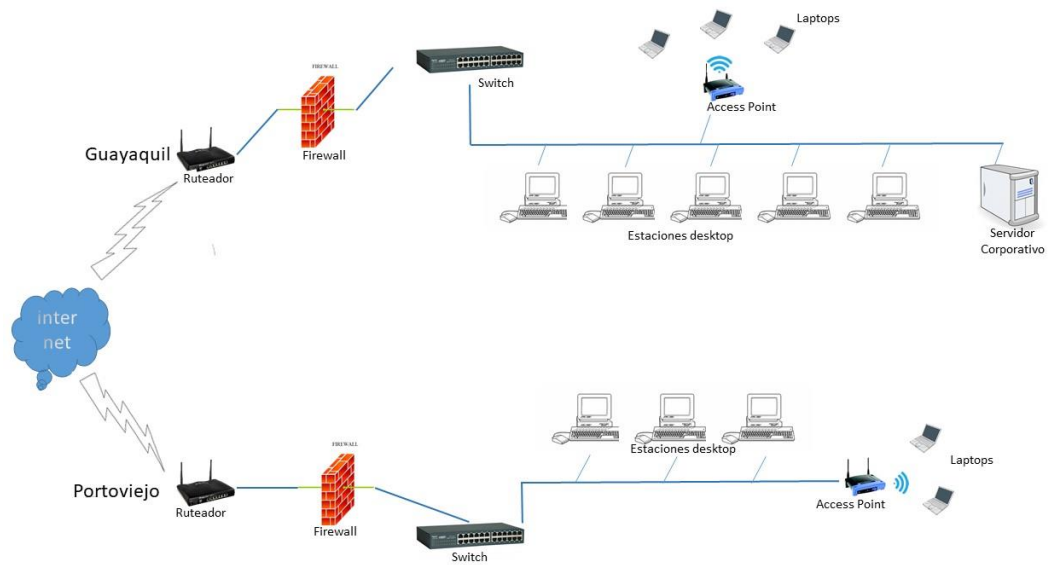 Laptops
FIREWALL
Switch
Access Point
Guayaquil
Firewall
Ruteador
Estaciones desktop
Servidor
Corporativo
inter
net
Estaciones desktop
FIREWALL
Laptops
Portoviejo
Ruteador
Access Point
Firewall
Switch